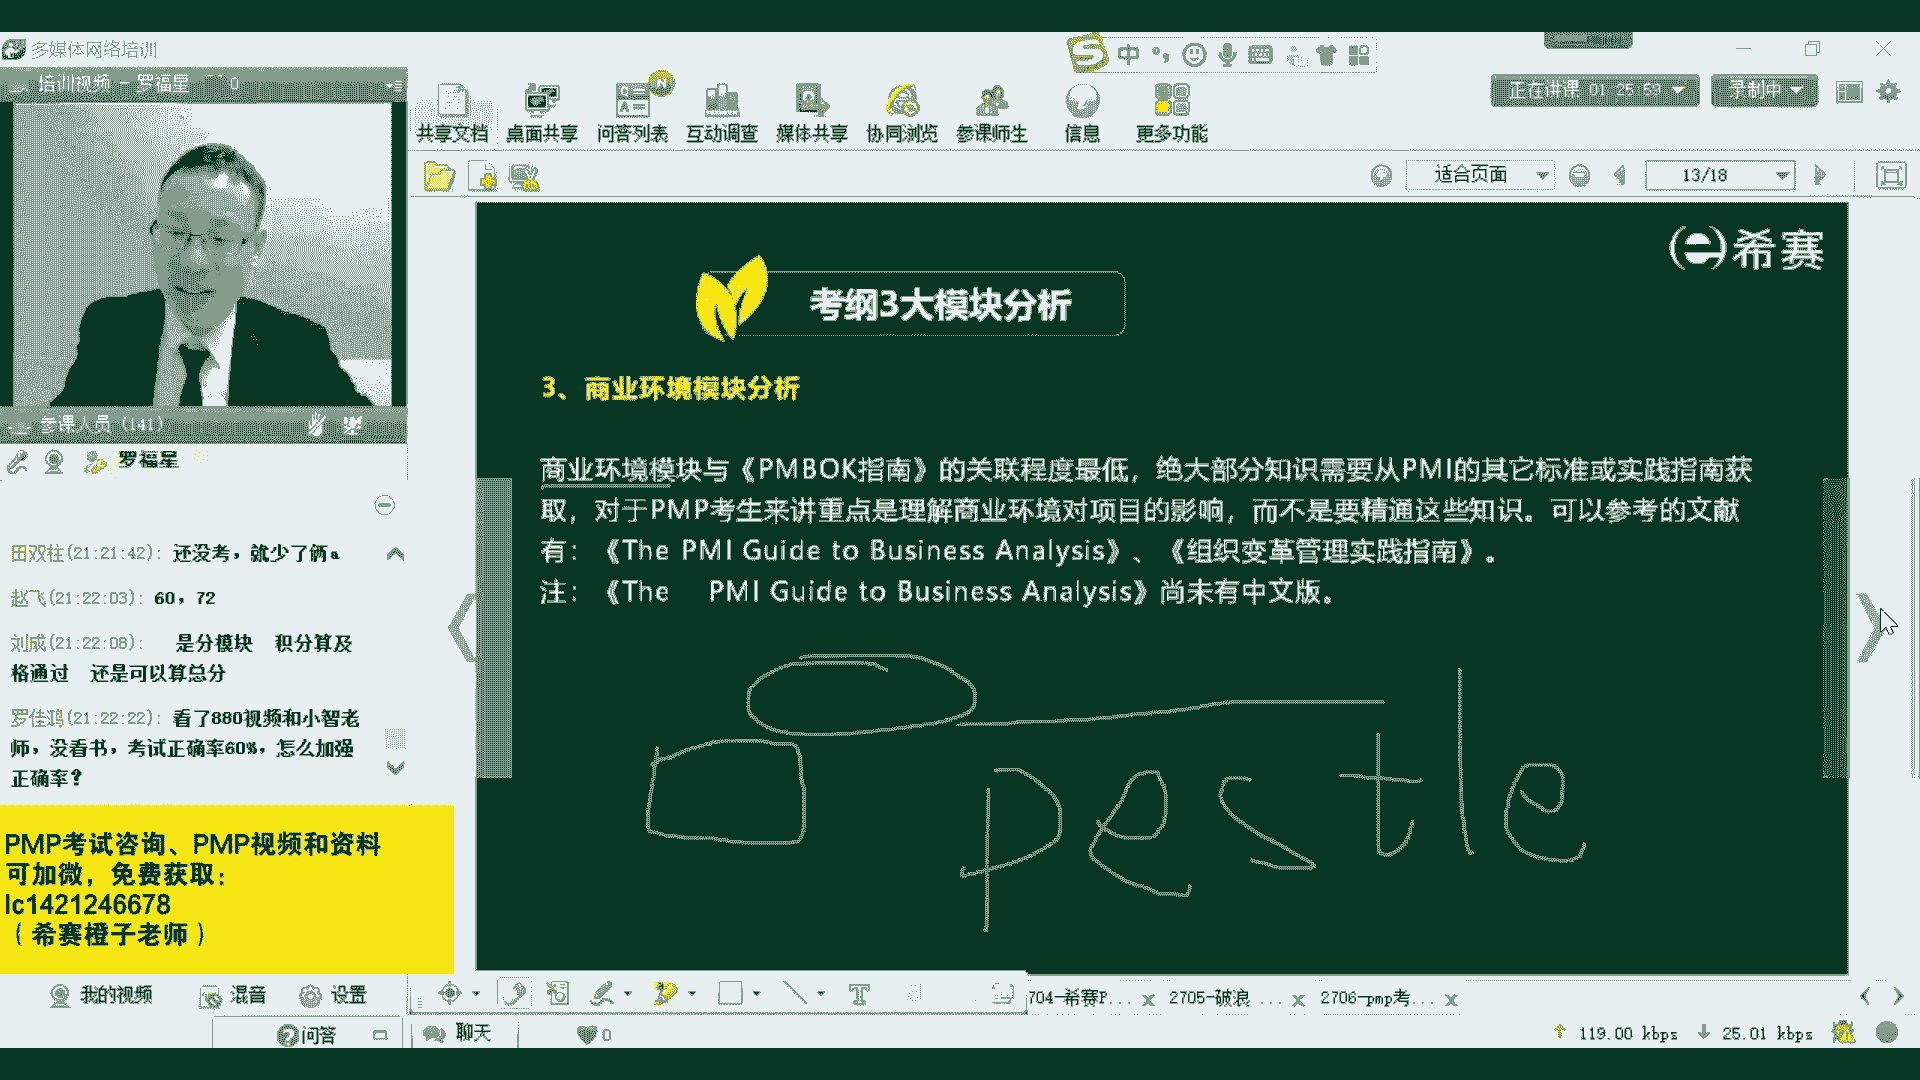 多媒体网络培训
培训视频 - 罗福星
0
正在讲课 01:25:59
录制中
共享文档
桌面共享
问答列表
互动调查
媒体共享
协同浏览
参课师生
信息
更多功能
适合页面
13/18
希赛
考纲3大模块分析
3、商业环境模块分析
商业环境模块与《PMBOK指南》的关联程度最低，绝大部分知识需要从PMI的其它标准或实践指南获
取，对于PMP考生来讲重点是理解商业环境对项目的影响，而不是要精通这些知识。可以参考的文献
有：《The PMI Guide to Business Analysis》、《组织变革管理实践指南》。
注：《The PMI Guide to Business Analysis》尚未有中文版。
pestle
参课人员（141）
罗福星
田双柱(21:21:42): 还没考，就少了俩a
赵飞(21:22:03): 60，72
刘成(21:22:08): 是分模块 积分算及
格通过 还是可以算总分
罗佳鸿(21:22:22): 看了880视频和小智老
师，没看书，考试正确率60%，怎么加强
正确率？
PMP考试咨询、PMP视频和资料
可加微，免费获取：
lc1421246678
（希赛橙子老师）
我的视频
混音
设置
问答
聊天
0
704-希赛P...
2705-破浪 ...
2706-pmp考...
119.00 kbps
25.01 kbps